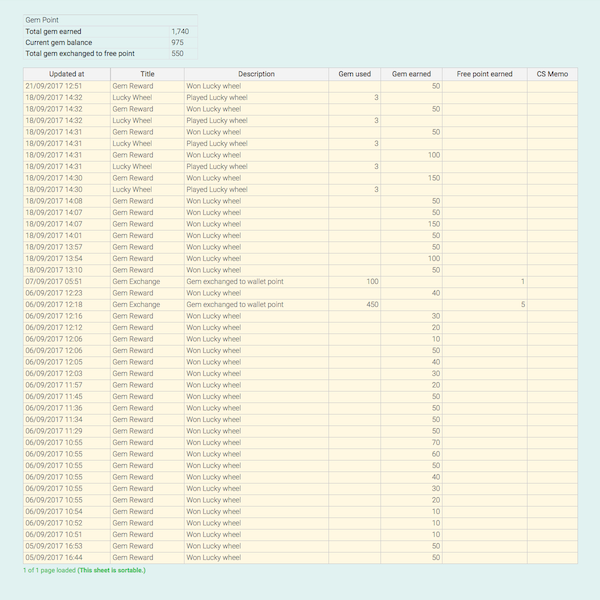 Gem Point
Total gem earned 1,740
Current gem balance 975
Total gem exchanged to free point 550
Updated at Title Description Gem used Gem earned Free point earned CS Memo
21/09/2017 12:51 Gem Reward Won Lucky wheel 50
18/09/2017 14:32 Lucky Wheel Played Lucky wheel 3
18/09/2017 14:32 Gem Reward Won Lucky wheel 50
18/09/2017 14:32 Lucky Wheel Played Lucky wheel 3
18/09/2017 14:31 Gem Reward Won Lucky wheel 50
18/09/2017 14:31 Lucky Wheel Played Lucky wheel 3
18/09/2017 14:31 Gem Reward Won Lucky wheel 100
18/09/2017 14:31 Lucky Wheel Played Lucky wheel 3
18/09/2017 14:30 Gem Reward Won Lucky wheel 150
18/09/2017 14:30 Lucky Wheel Played Lucky wheel 3
18/09/2017 14:08 Gem Reward Won Lucky wheel 50
18/09/2017 14:07 Gem Reward Won Lucky wheel 50
18/09/2017 14:07 Gem Reward Won Lucky wheel 150
18/09/2017 14:01 Gem Reward Won Lucky wheel 50
18/09/2017 13:57 Gem Reward Won Lucky wheel 50
18/09/2017 13:54 Gem Reward Won Lucky wheel 100
18/09/2017 13:10 Gem Reward Won Lucky wheel 50
07/09/2017 05:51 Gem Exchange Gem exchanged to wallet point 100 1
06/09/2017 12:23 Gem Reward Won Lucky wheel 40
06/09/2017 12:18 Gem Exchange Gem exchanged to wallet point 450 5
06/09/2017 12:16 Gem Reward Won Lucky wheel 30
06/09/2017 12:12 Gem Reward Won Lucky wheel 20
06/09/2017 12:06 Gem Reward Won Lucky wheel 10
06/09/2017 12:06 Gem Reward Won Lucky wheel 50
06/09/2017 12:05 Gem Reward Won Lucky wheel 40
06/09/2017 12:03 Gem Reward Won Lucky wheel 30
06/09/2017 11:57 Gem Reward Won Lucky wheel 20
06/09/2017 11:45 Gem Reward Won Lucky wheel 50
06/09/2017 11:36 Gem Reward Won Lucky wheel 50
06/09/2017 11:34 Gem Reward Won Lucky wheel 50
06/09/2017 11:29 Gem Reward Won Lucky wheel 50
06/09/2017 10:55 Gem Reward Won Lucky wheel 70
06/09/2017 10:55 Gem Reward Won Lucky wheel 60
06/09/2017 10:55 Gem Reward Won Lucky wheel 50
06/09/2017 10:55 Gem Reward Won Lucky wheel 40
06/09/2017 10:55 Gem Reward Won Lucky wheel 30
06/09/2017 10:55 Gem Reward Won Lucky wheel 20
06/09/2017 10:54 Gem Reward Won Lucky wheel 10
06/09/2017 10:52 Gem Reward Won Lucky wheel 10
06/09/2017 10:51 Gem Reward Won Lucky wheel 10
05/09/2017 16:53 Gem Reward Won Lucky wheel 50
05/09/2017 16:44 Gem Reward Won Lucky wheel 50
1 of 1 page loaded (This sheet is sortable.)